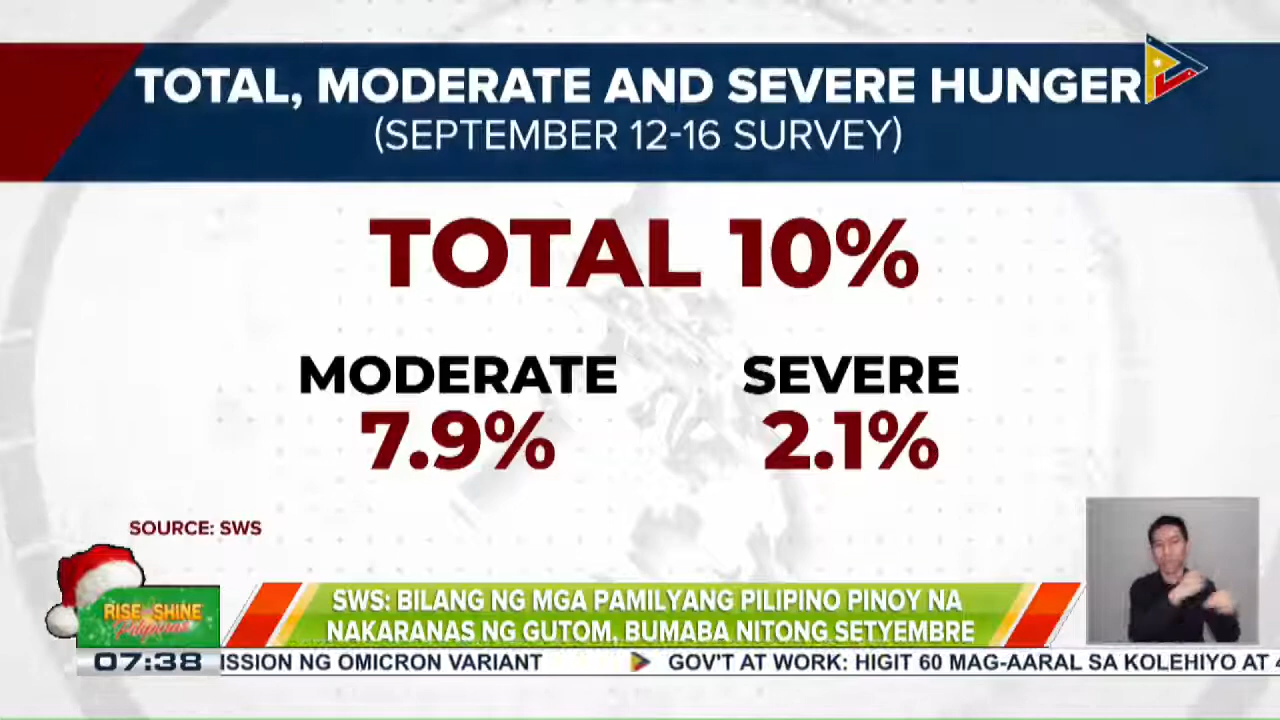 TOTAL, MODERATE AND SEVERE HUNGER
(SEPTEMBER 12-16 SURVEY)
TOTAL 10%
MODERATE
7.9%
SEVERE
2.1%
SOURCE: SWS
RISE AND SHINE
Pilipinas
SWS: BILANG NG MGA PAMILYANG PILIPINO PINOY NA
NAKARANAS NG GUTOM, BUMABA NITONG SETYEMBRE
07:38
ISSION NG OMICRON VARIANT GOV'T AT WORK: HIGIT 60 MAG-AARAL SA KOLEHIYO AT